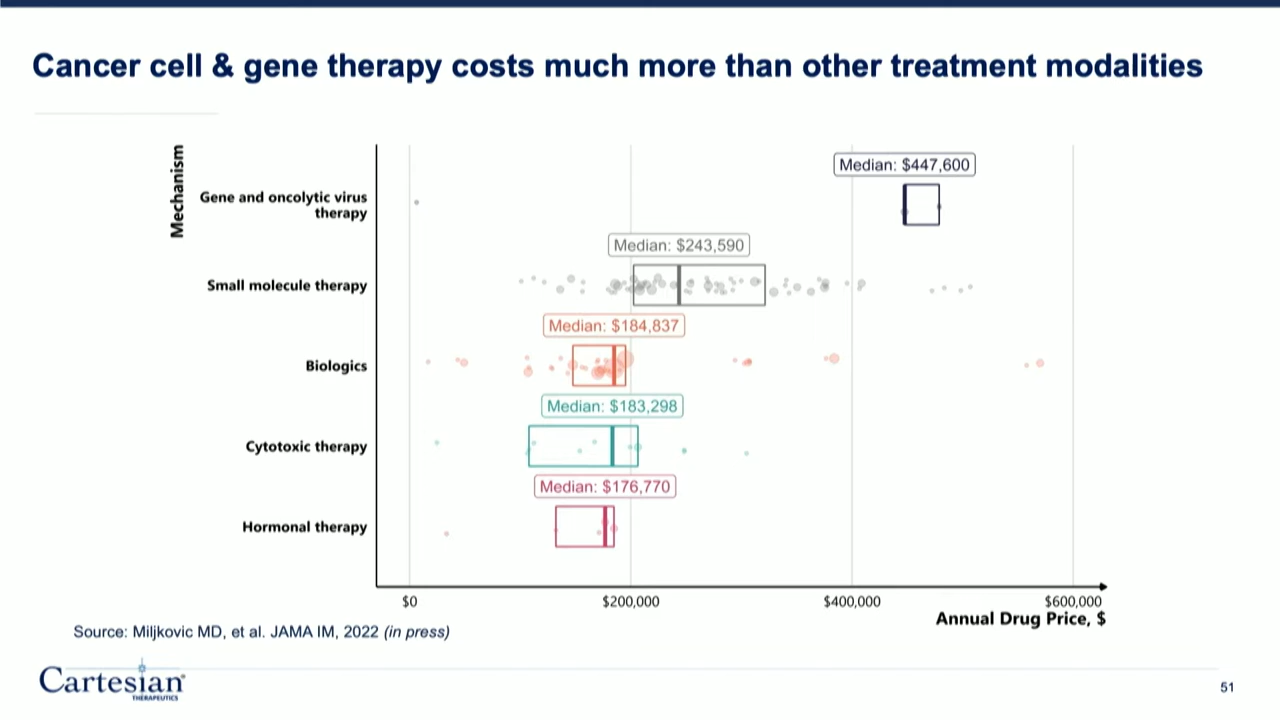 Cancer cell & gene therapy costs much more than other treatment modalities
Mechanism
Median: $447,600
Gene and oncolytic virus
therapy
Median: $243,590
Small molecule therapy
Median: $184,837
Biologics
Median: $183,298
Cytotoxic therapy
Median: $176,770
Hormonal therapy
$0
$200,000
$400,000
$600,000
Annual Drug Price, $
Source: Miljkovic MD, et al. JAMA IM, 2022 (in press)
Cartesian
THERAPEUTICS
51